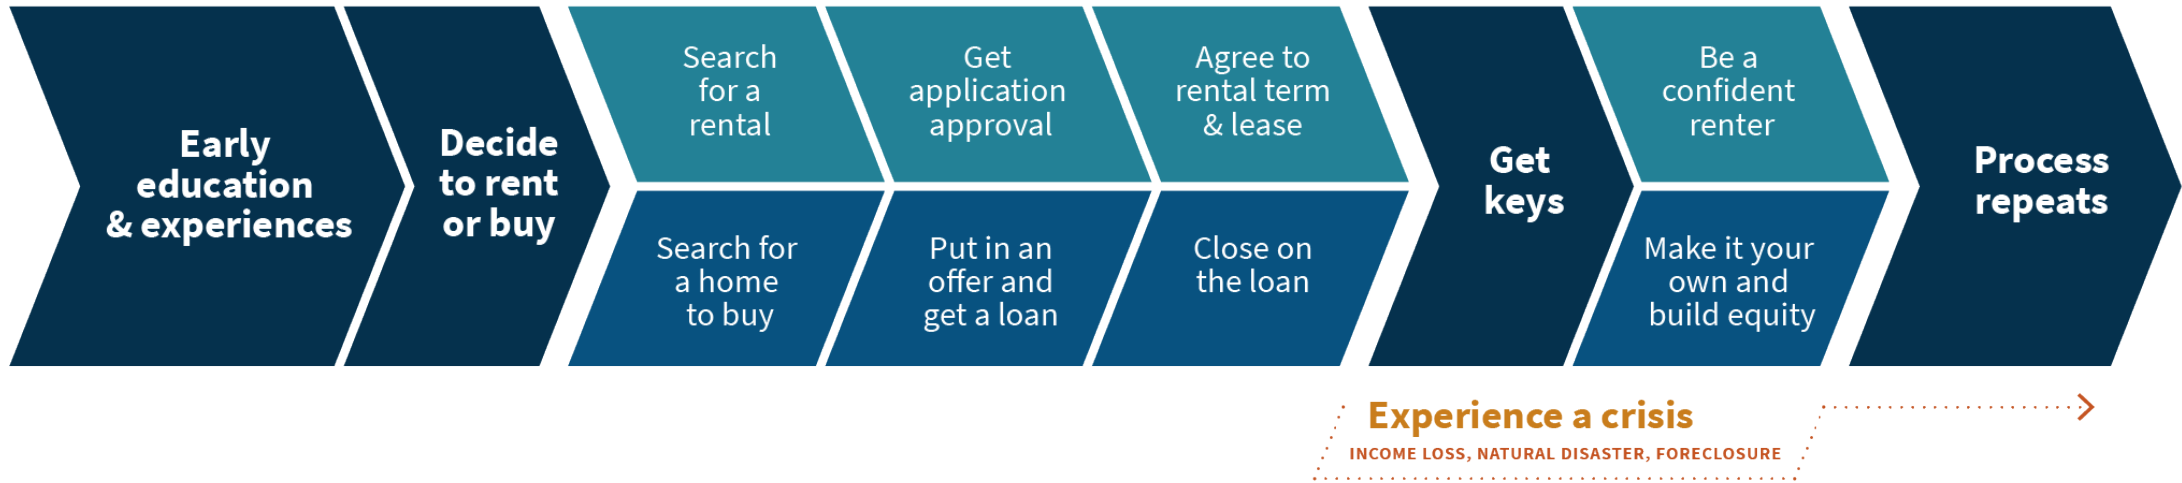 Early
education
& experiences
Decide
to rent
or buy
Search
for a
rental
Get
application
approval
Agree to
rental term
& lease
Search for
a home
to buy
Put in an
offer and
get a loan
Close on
the loan
Get
keys
Be a
confident
renter
Make it your
own and
build equity
Process
repeats
Experience a crisis
INCOME LOSS, NATURAL DISASTER, FORECLOSURE